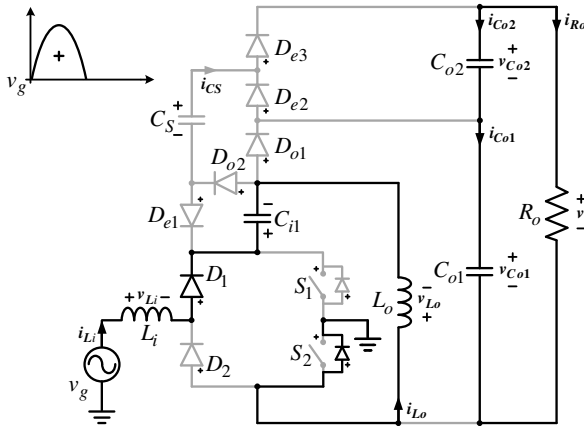 +
v_g
D_e3
i_Co2
i_Ro
i_CS
C_o2
+
v_Co2
−
+
C_S
−
D_e2
i_Co1
D_o1
D_o2
−
C_i1
+
D_e1
R_o
+
v
−
D_1
S_1
L_o
−
v_Lo
+
C_o1
+
v_Co1
−
+ v_Li −
L_i
i_Li
D_2
S_2
v_g
i_Lo